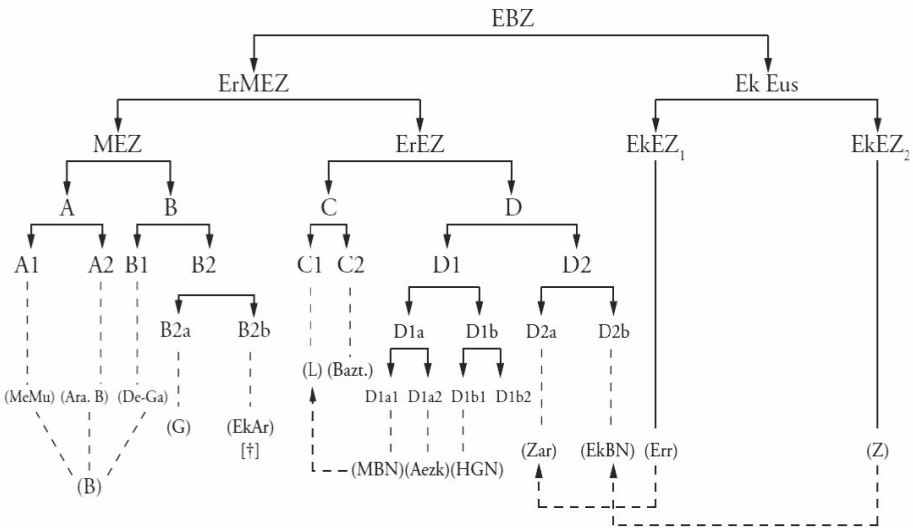 EBZ
ErMEZ Ek Eus
MEZ ErEZ EkEZ₁ EkEZ₂
A B C D
A1 A2 B1 B2 C1 C2 D1 D2
B2a B2b D1a D1b D2a D2b
(L) (Bazt.)
(MeMu) (Ara. B) (De-Ga) D1a1 D1a2 D1b1 D1b2
(G) (EkAr)
[†] (Zar) (EkBN) (Err) (Z)
(MBN) (Aezk) (HGN)
(B)